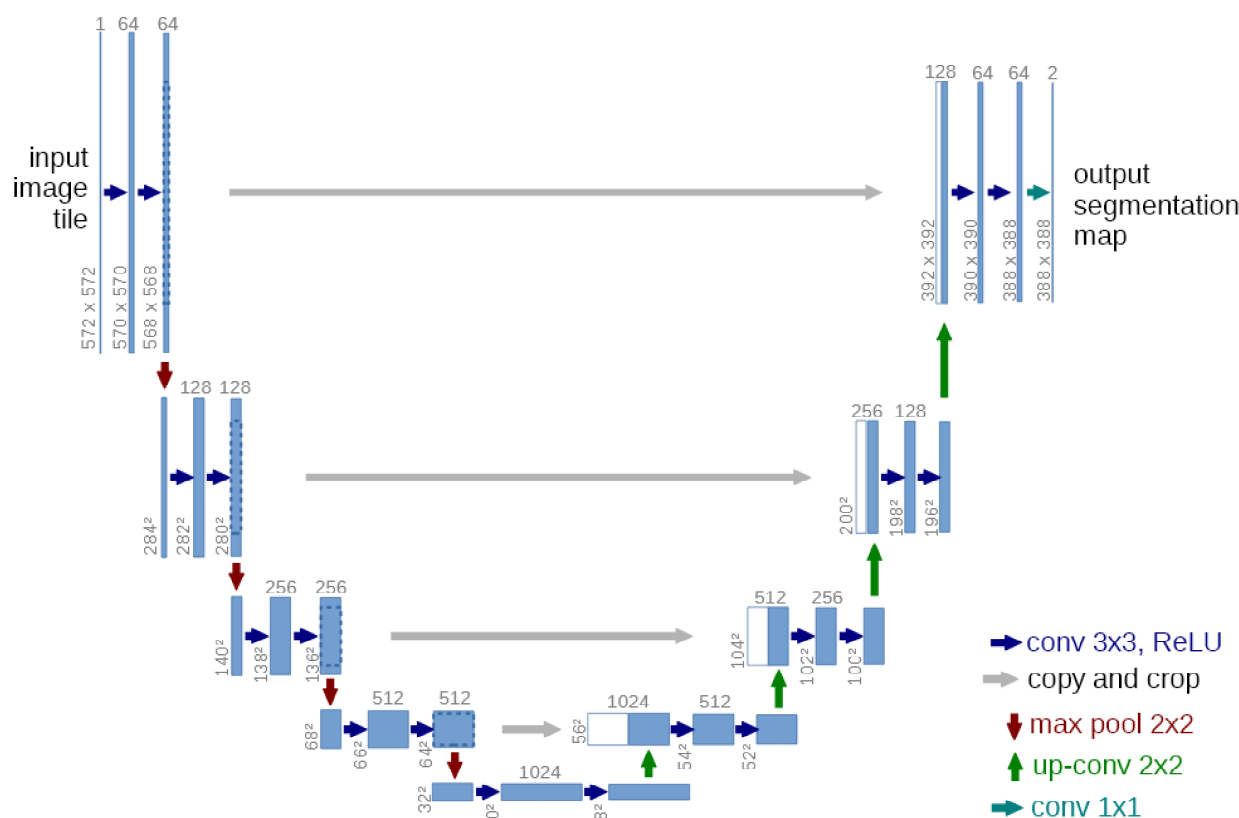 1 64 64
128 64 64 2
input
image
tile
572 x 572
570 x 570
568 x 568
392 x 392
390 x 390
388 x 388
388 x 388
output
segmentation
map
128 128
284²
282²
280²
256 128
200²
198²
196²
256 256
140²
138²
136²
512 256
104²
102²
100²
512 512
68²
66²
64²
1024 512
56²
54²
52²
1024
32²
conv 3x3, ReLU
copy and crop
max pool 2x2
up-conv 2x2
conv 1x1